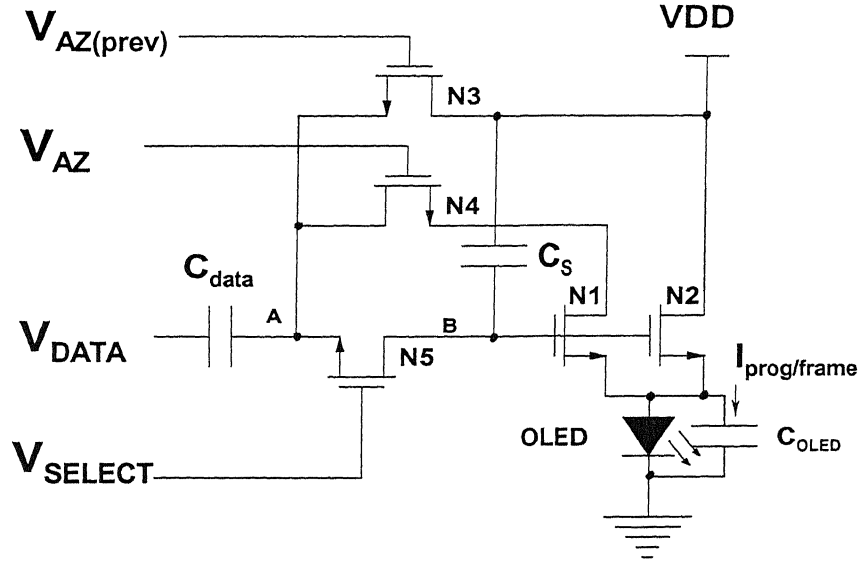 V_AZ(prev)
VDD
N3
V_AZ
N4
C_S
C_data
N1
N2
A
B
V_DATA
N5
I_prog/frame
OLED
C_OLED
V_SELECT